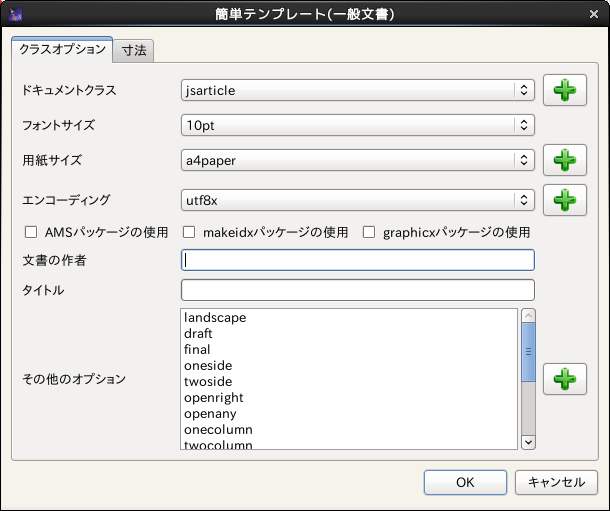 簡単テンプレート(一般文書)
クラスオプション 寸法
ドキュメントクラス jsarticle
フォントサイズ 10pt
用紙サイズ a4paper
エンコーディング utf8x
AMSパッケージの使用 makeidxパッケージの使用 graphicxパッケージの使用
文書の作者
タイトル
landscape
draft
final
oneside
その他のオプション twoside
openright
openany
onecolumn
twocolumn
OK キャンセル